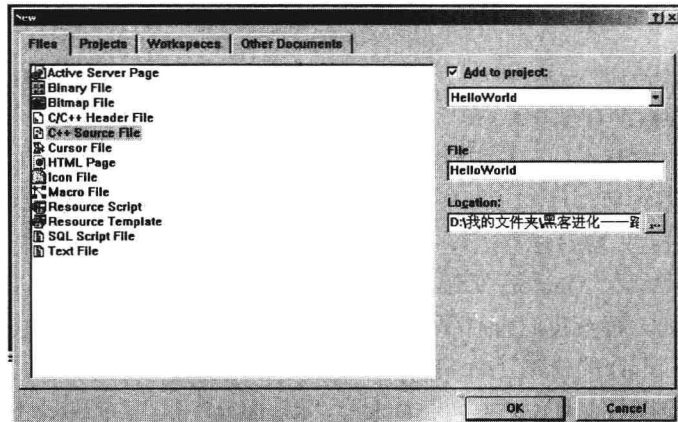 New
Files Projects Workspaces Other Documents
Active Server Page
Binary File
Bitmap File
C/C++ Header File
C++ Source File
Cursor File
HTML Page
Icon File
Macro File
Resource Script
Resource Template
SQL Script File
Text File
Add to project:
HelloWorld
File
HelloWorld
Location:
D:\我的文件夹\黑客进化——
...
OK Cancel